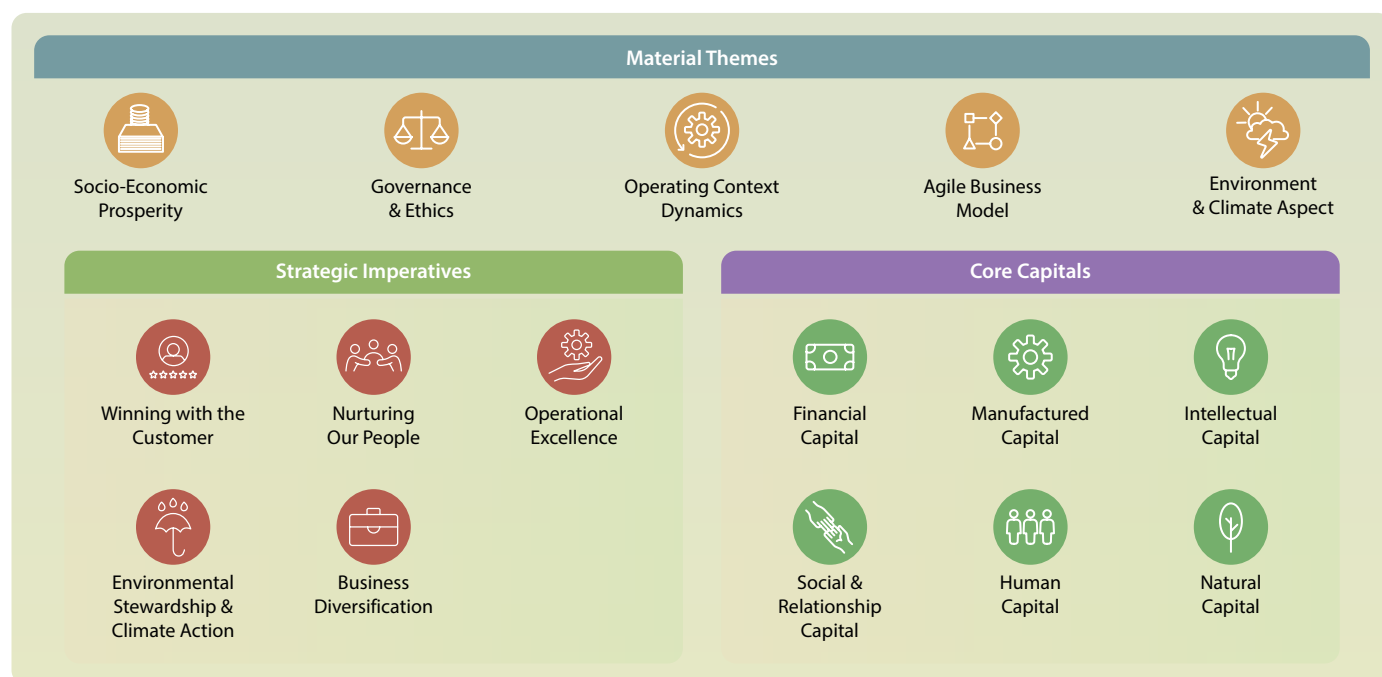 Material Themes
Socio-Economic
Prosperity
Governance
& Ethics
Operating Context
Dynamics
Agile Business
Model
Environment
& Climate Aspect
Strategic Imperatives
Winning with the
Customer
Nurturing
Our People
Operational
Excellence
Environmental
Stewardship &
Climate Action
Business
Diversification
Core Capitals
Financial
Capital
Manufactured
Capital
Intellectual
Capital
Social &
Relationship
Capital
Human
Capital
Natural
Capital